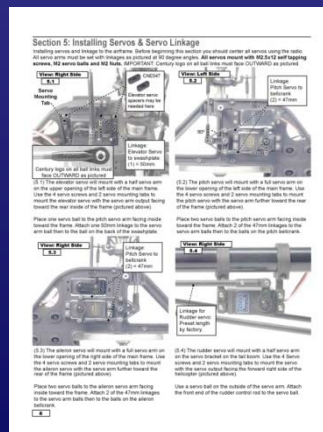 Section 5: Installing Servos & Servo Linkage
Installing servos and linkage to the airframe. Before beginning this section you should center all servos using the radio.
All servo arms must be set with linkages as pictured at 90 degree angles. All servos mount with M2.5x12 self tapping
screws, M2 servo balls and M2 nuts. IMPORTANT: Century logo on all ball links must face OUTWARD as pictured
View: Right Side
5.1
Servo
Mounting
Tab
CNE547
Elevator servo
spacers may be
needed here
Linkage:
Elevator Servo
to swashplate
(1) = 50mm
Century logo on all ball links must
face OUTWARD as pictured
View: Left Side
5.2
Linkage:
Pitch Servo to
bellcrank
(2) = 47mm
90°
(5.1) The elevator servo will mount with a half servo arm
on the upper opening of the left side of the main frame.
Use the 4 servo screws and 2 servo mounting tabs to
mount the elevator servo with the servo arm output facing
toward the rear inside of the frame (pictured above)
Place one servo ball to the pitch servo arm facing inside
toward the frame. Attach one 50mm linkage to the servo
arm ball then to the ball on the back of the swashplate.
(5.2) The pitch servo will mount with a full servo arm on
the lower opening of the left side of the main frame. Use
the 4 servo screws and 2 servo mounting tabs to mount
the pitch servo with the servo arm further toward the rear
of the frame (pictured above)
Place two servo balls to the pitch servo arm facing inside
toward the frame. Attach 2 of the 47mm linkages to the
servo arm balls then to the balls on the pitch bellcrank.
View: Right Side
5.3
Linkage:
Pitch Servo to
bellcrank
(2) = 47mm
View: Right Side
5.4
Linkage for
Rudder servo
Preset length
by factory.
(5.3) The aileron servo will mount with a full servo arm on
the lower opening of the right side of the main frame. Use
the 4 servo screws and 2 servo mounting tabs to mount
the aileron servo with the servo arm further toward the
rear of the frame (pictured above)
Place two servo balls to the aileron servo arm facing
inside toward the frame. Attach 2 of the 47mm linkages
to the servo arm balls then to the balls on the aileron
bellcrank.
(5.4) The rudder servo will mount with a half servo arm
on the servo bracket on the tail boom. Use the 4 Servo
screws and 2 servo mounting tabs to mount the servo
with the servo output facing the forward right side of the
helicopter (pictured above)
Use a servo ball on the outside of the servo arm. Attach
the front end of the rudder control rod to the servo ball.
8